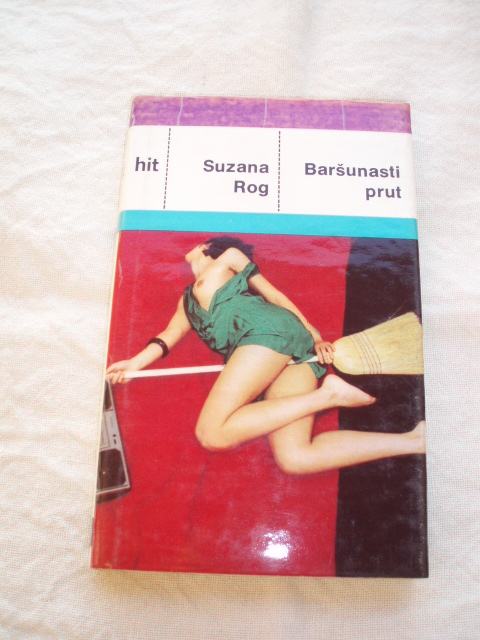 hit
Suzana
Rog
Baršunasti
prut